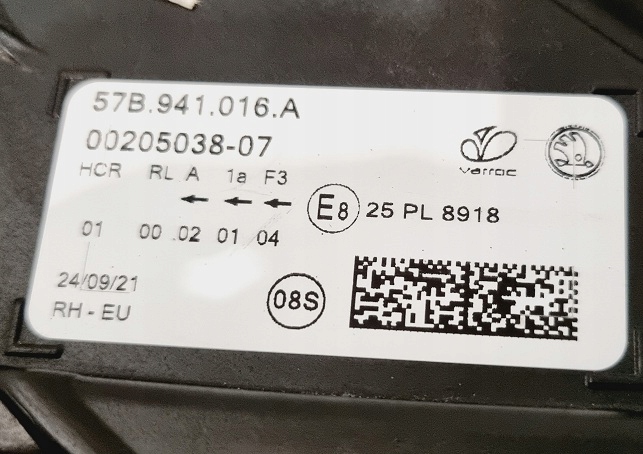 57B.941.016.A
00205038-07
varroc
HCR RL A 1a F3
← ← ←
E8 25 PL 8918
01 00 02 01 04
24/09/21
08S
RH - EU